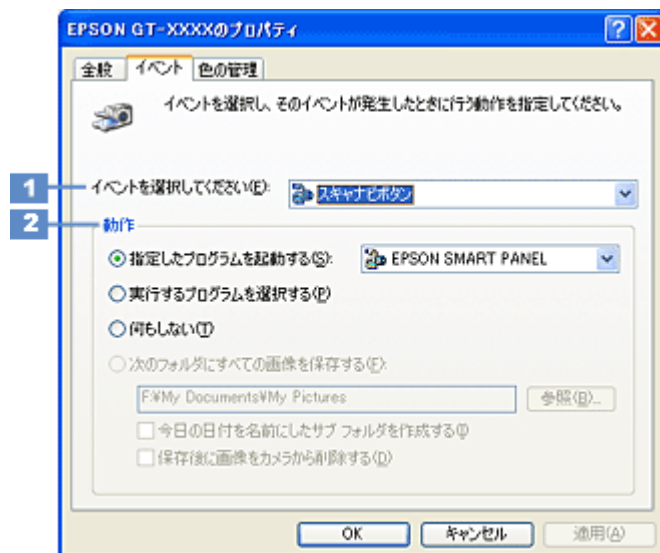 EPSON GT-XXXXのプロパティ
全般 イベント 色の管理
イベントを選択し、そのイベントが発生したときに行う動作を指定してください。
1 イベントを選択してください(E): スキャナビボタン
2 動作
指定したプログラムを起動する(S): EPSON SMART PANEL
実行するプログラムを選択する(P)
何もしない(T)
次のフォルダにすべての画像を保存する(F):
F:¥My Documents¥My Pictures 参照(B)...
今日の日付を名前にしたサブ フォルダを作成する(I)
保存後に画像をカメラから削除する(D)
OK キャンセル 適用(A)